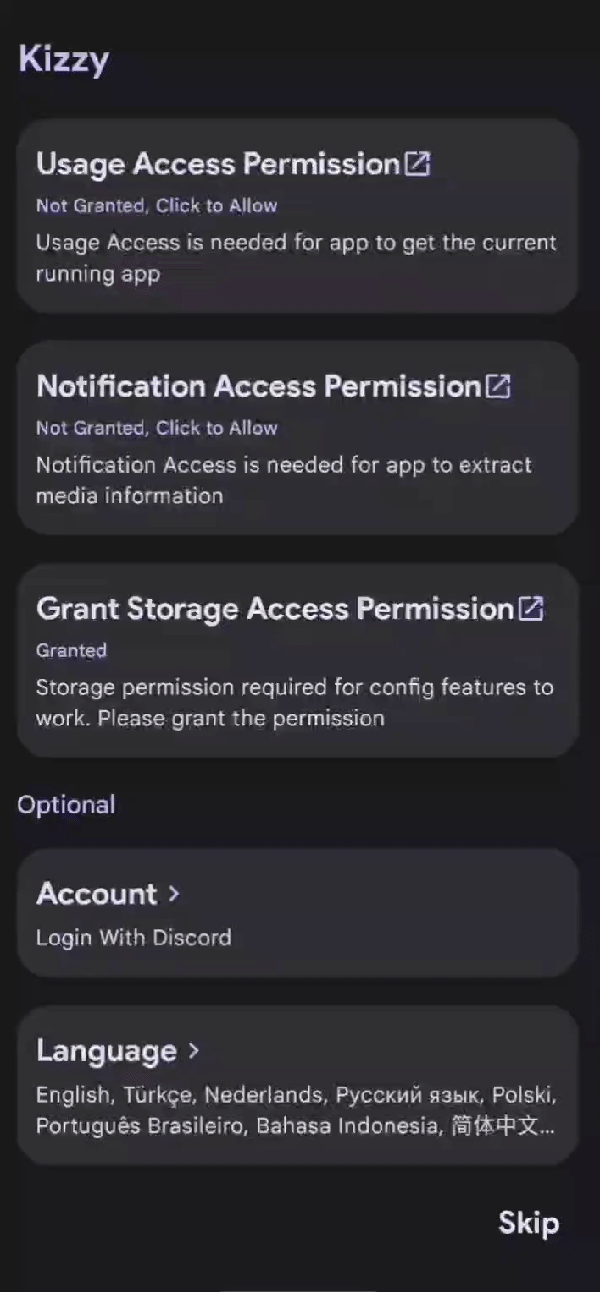 Kizzy
Usage Access Permission
Not Granted, Click to Allow
Usage Access is needed for app to get the current
running app
Notification Access Permission
Not Granted, Click to Allow
Notification Access is needed for app to extract
media information
Grant Storage Access Permission
Granted
Storage permission required for config features to
work. Please grant the permission
Optional
Account >
Login With Discord
Language >
English, Türkçe, Nederlands, Русский язык, Polski,
Português Brasileiro, Bahasa Indonesia, 简体中文...
Skip